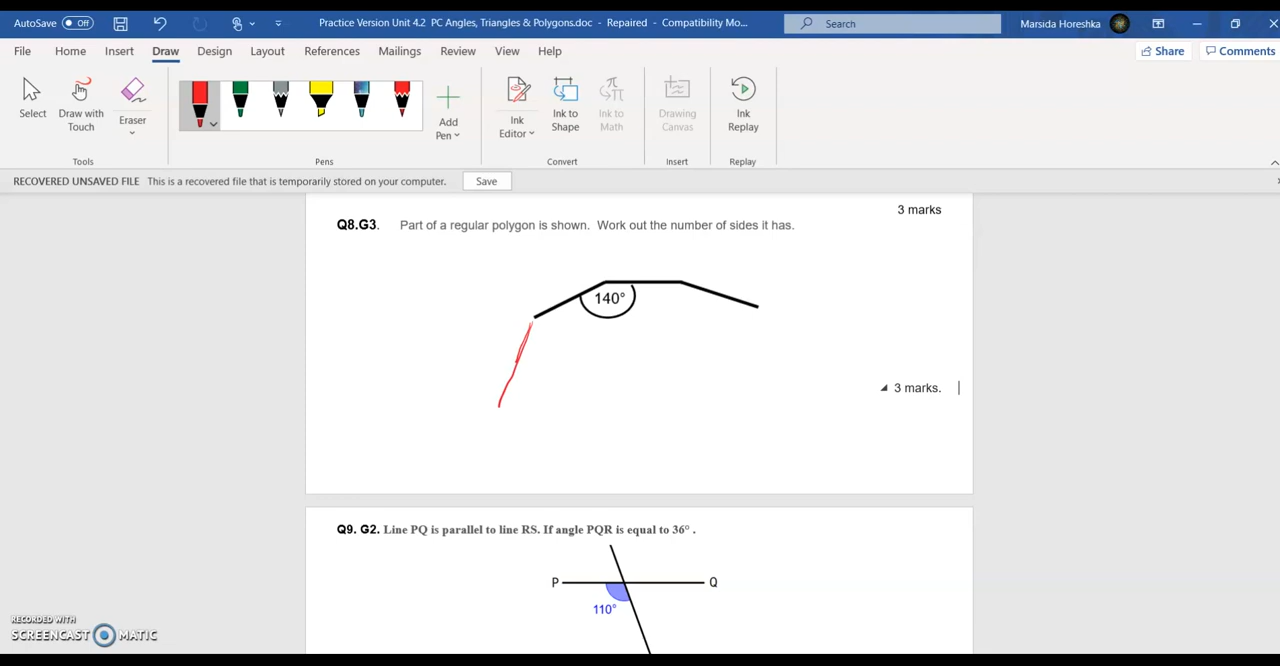 AutoSave Off Practice Version Unit 4.2 PC Angles, Triangles & Polygons.doc - Repaired - Compatibility Mo... Search Marsida Horeshka
File Home Insert Draw Design Layout References Mailings Review View Help Share Comments
Select Draw with Touch Eraser Add Pen Ink Editor Ink to Shape Ink to Math Drawing Canvas Ink Replay
Tools Pens Convert Insert Replay
RECOVERED UNSAVED FILE This is a recovered file that is temporarily stored on your computer. Save
3 marks
Q8.G3. Part of a regular polygon is shown. Work out the number of sides it has.
140°
3 marks.
Q9. G2. Line PQ is parallel to line RS. If angle PQR is equal to 36° .
P Q
110°
RECORDED WITH
SCREENCAST MATIC